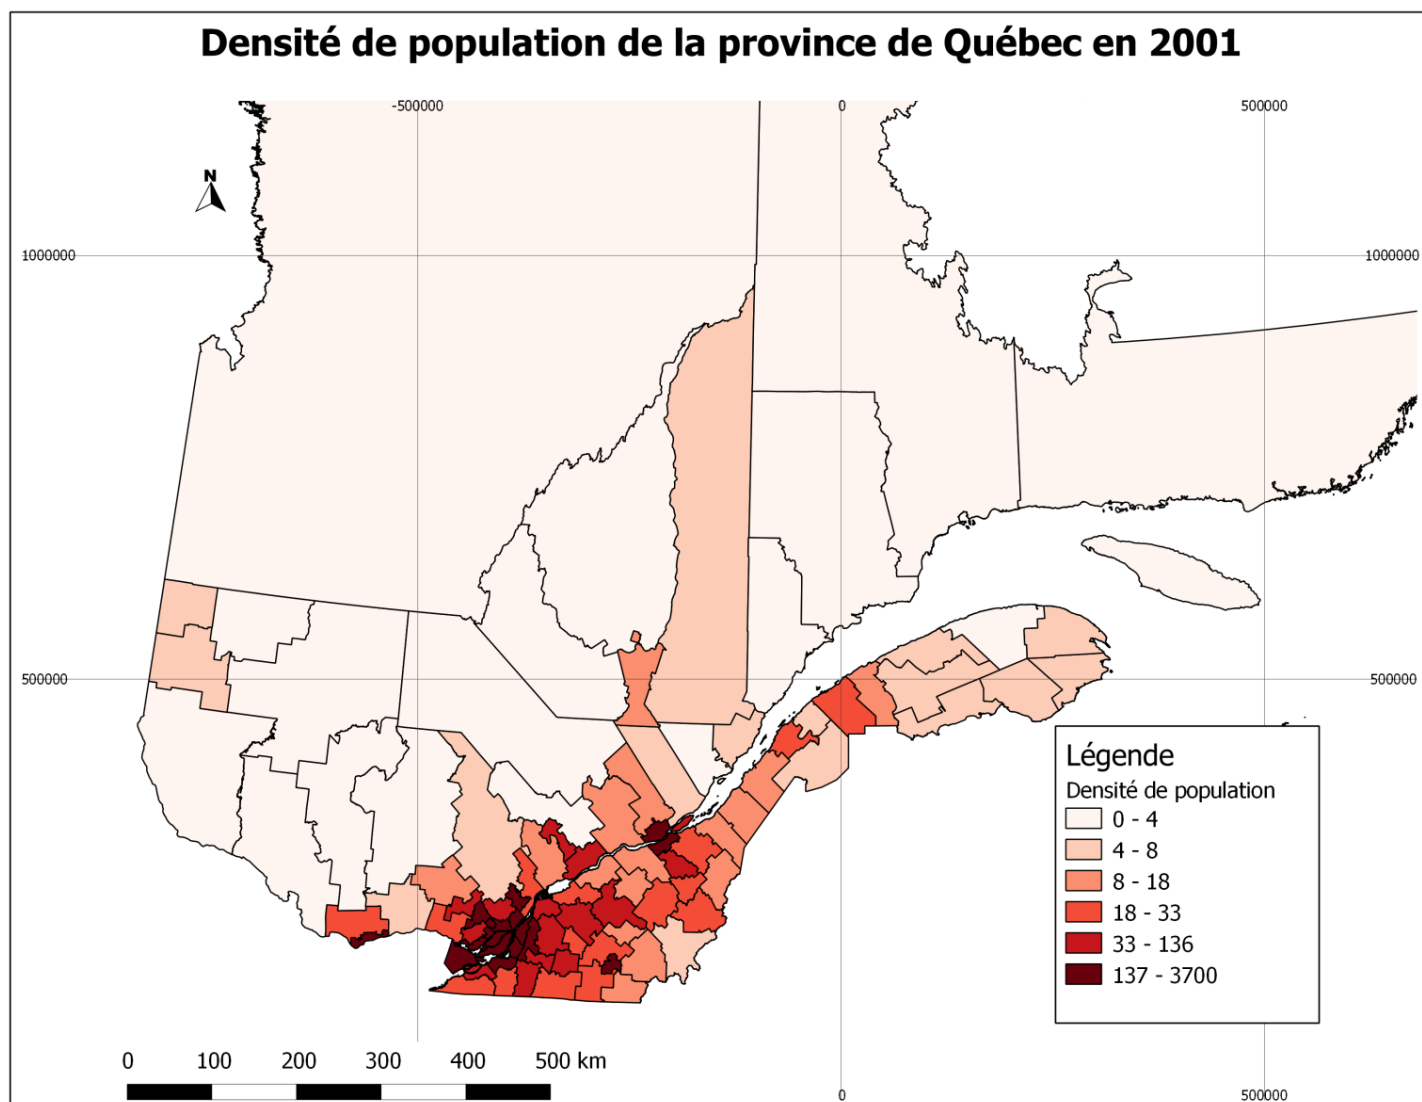 Densité de population de la province de Québec en 2001
-500000 0 500000
N
1000000 1000000
500000 500000
Légende
Densité de population
0 - 4
4 - 8
8 - 18
18 - 33
33 - 136
137 - 3700
0 100 200 300 400 500 km
0 500000